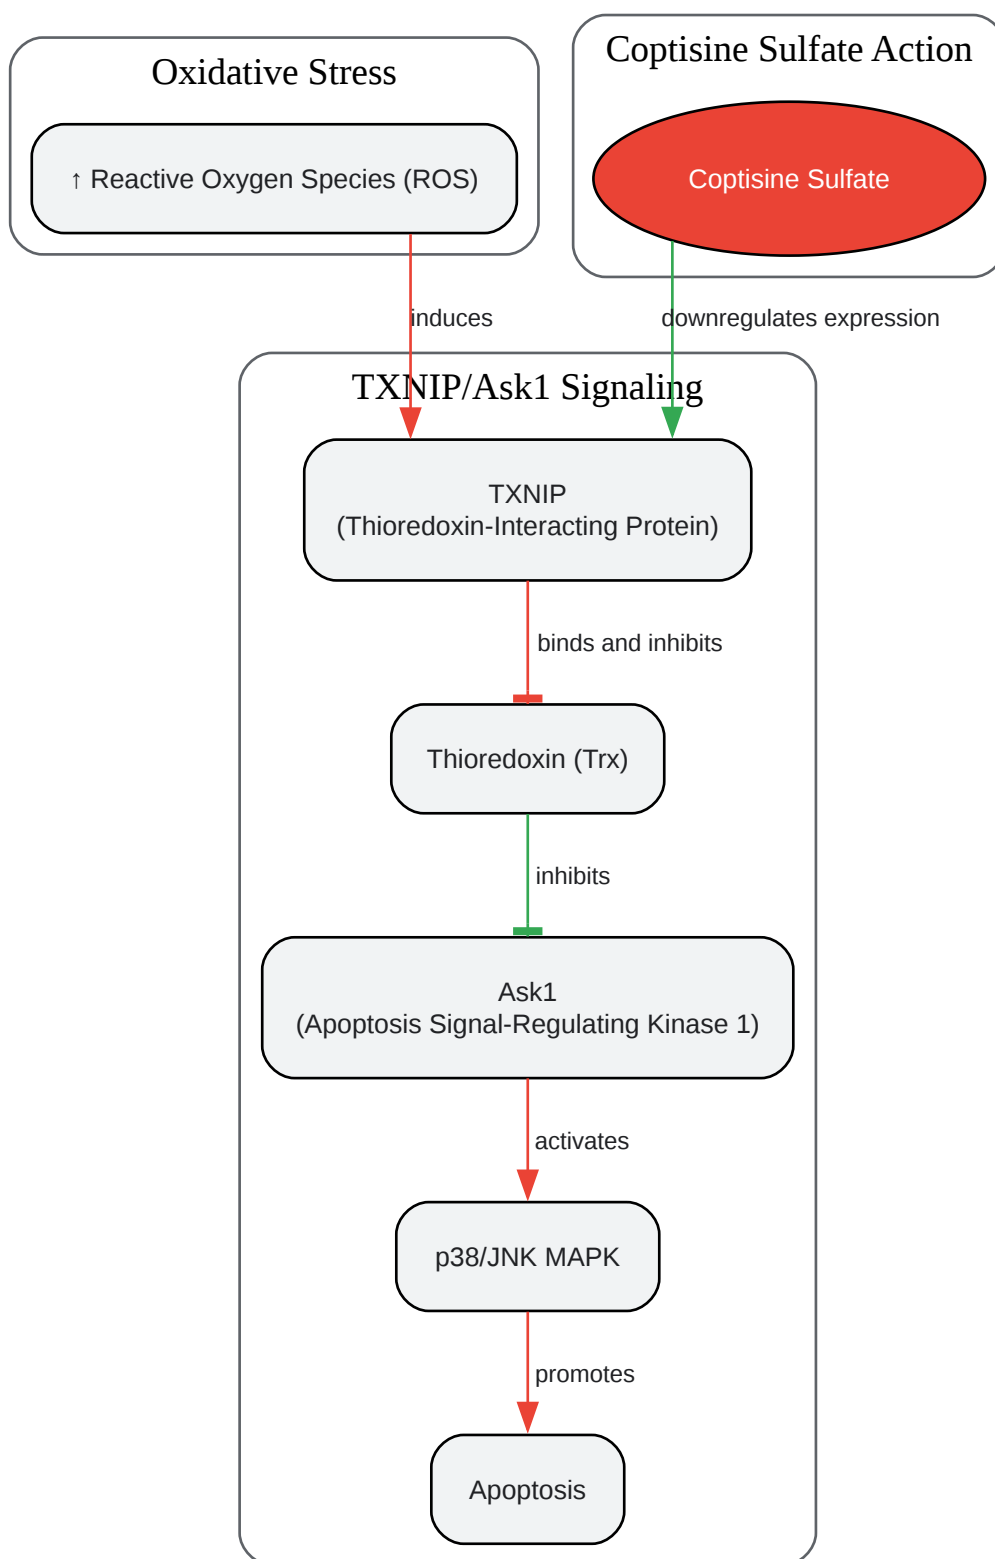 Oxidative Stress
↑ Reactive Oxygen Species (ROS)
Coptisine Sulfate Action
Coptisine Sulfate
induces
downregulates expression
TXNIP/Ask1 Signaling
TXNIP
(Thioredoxin-Interacting Protein)
binds and inhibits
Thioredoxin (Trx)
inhibits
Ask1
(Apoptosis Signal-Regulating Kinase 1)
activates
p38/JNK MAPK
promotes
Apoptosis